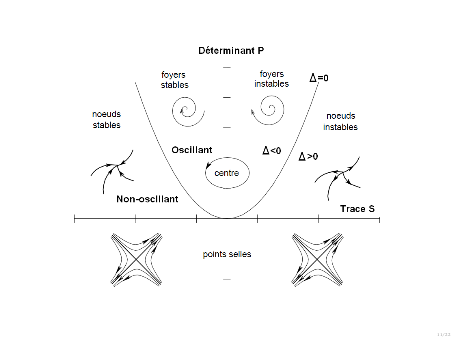 Déterminant P
foyers
stables
foyers
instables
Δ=0
noeuds
stables
noeuds
instables
Oscillant
Δ<0
Δ>0
centre
Non-oscillant
Trace S
points selles